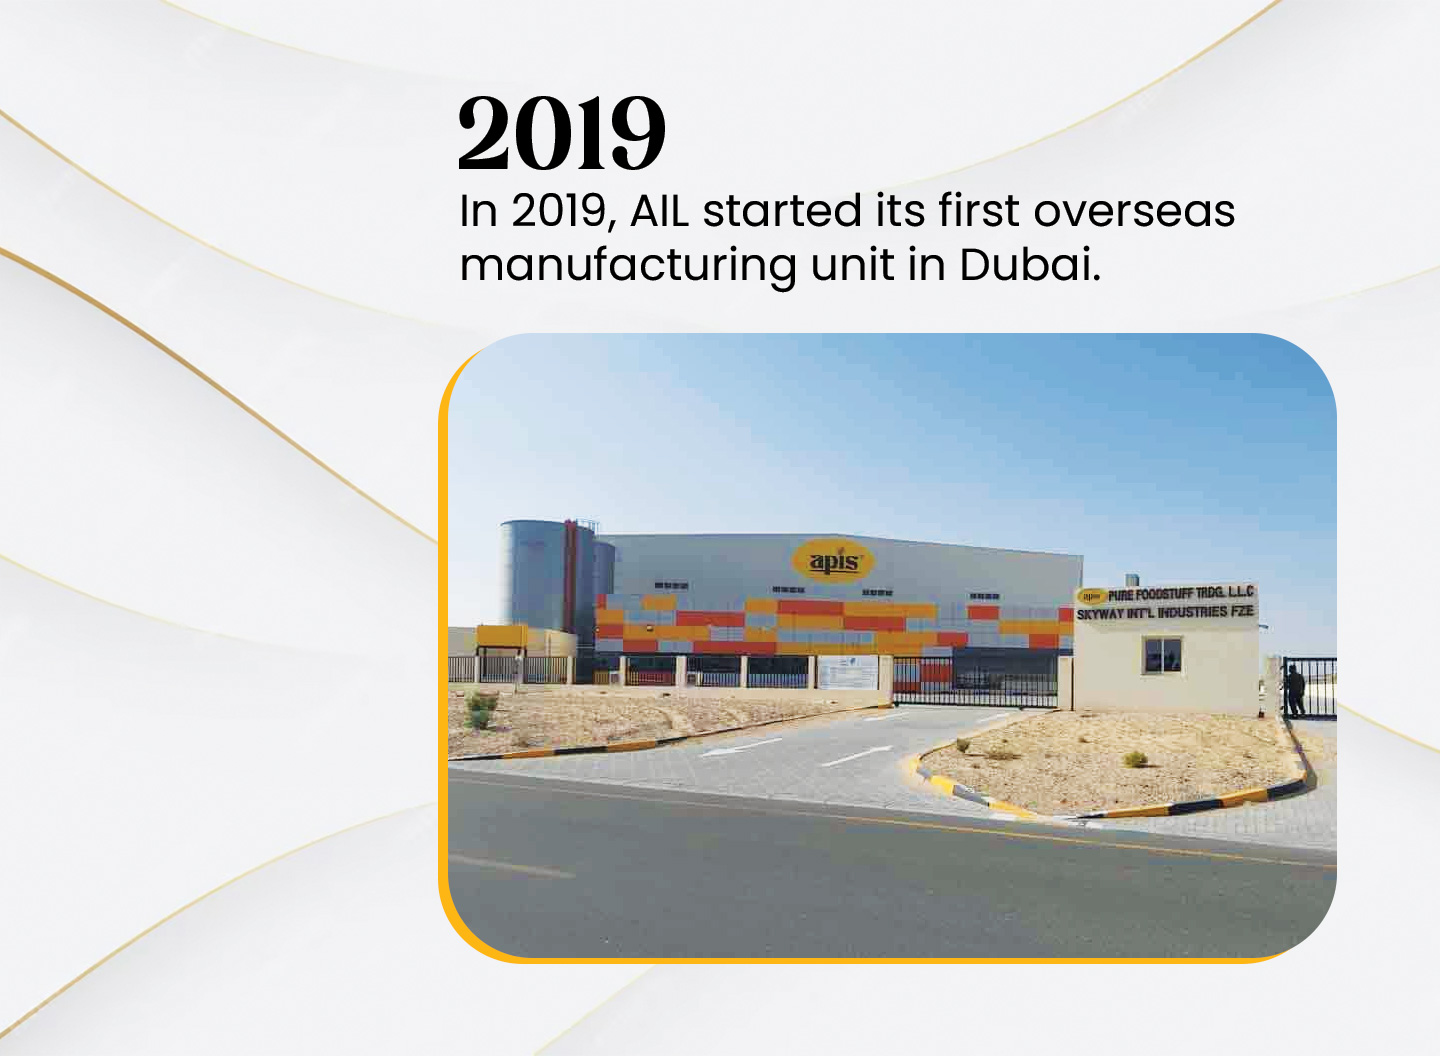 2019
In 2019, AIL started its first overseas
manufacturing unit in Dubai.
apis
apis PURE FOODSTUFF TRDG. L.L.C
SKYWAY INT'L INDUSTRIES FZE